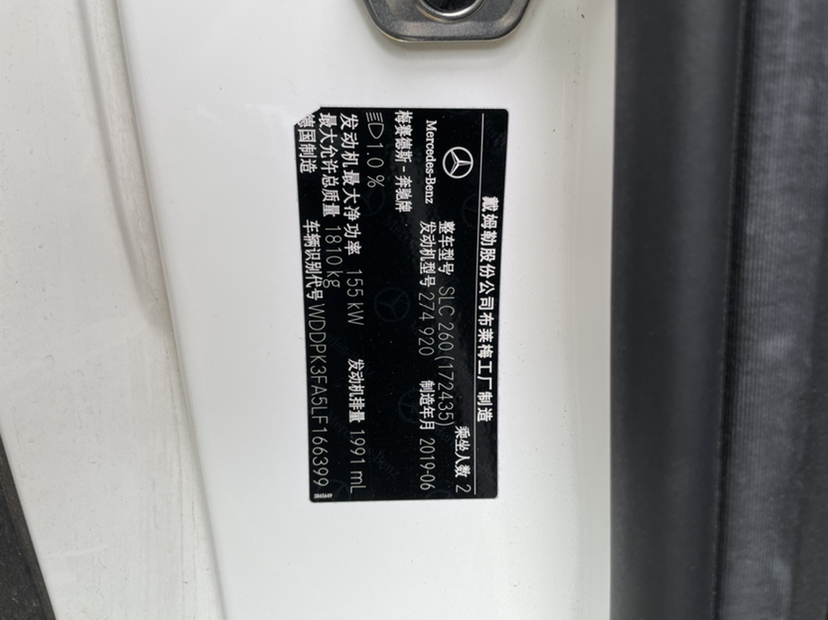 戴姆勒股份公司布莱梅工厂制造
乘坐人数 2
Mercedes-Benz
整车型号 SLC 260 (172435)
梅赛德斯-奔驰牌
发动机型号 274 920
制造年月 2019-06
1.0 %
发动机最大净功率 155 kW
发动机排量 1.991 mL
最大允许总质量 1810 kg
德国制造
车辆识别代号 WDDPK3FA5LF166399